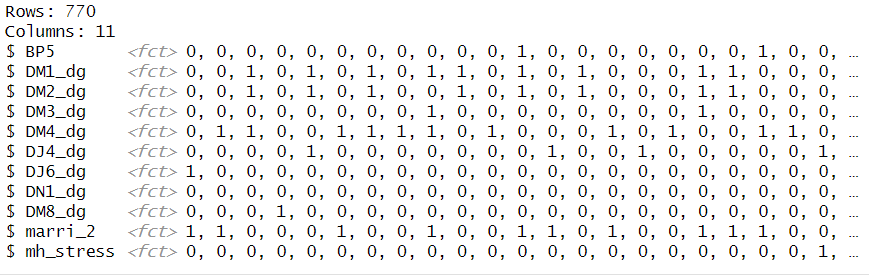 Rows: 770
Columns: 11
$ BP5 <fct> 0, 0, 0, 0, 0, 0, 0, 0, 0, 0, 0, 1, 0, 0, 0, 0, 0, 0, 0, 1, 0, 0, …
$ DM1_dg <fct> 0, 0, 1, 0, 1, 0, 1, 0, 1, 1, 0, 1, 0, 1, 0, 0, 0, 1, 1, 0, 0, 0, …
$ DM2_dg <fct> 0, 0, 1, 0, 1, 0, 1, 0, 0, 1, 0, 1, 0, 1, 0, 0, 0, 1, 1, 0, 0, 0, …
$ DM3_dg <fct> 0, 0, 0, 0, 0, 0, 0, 0, 1, 0, 0, 0, 0, 0, 0, 0, 0, 1, 0, 0, 0, 0, …
$ DM4_dg <fct> 0, 1, 1, 0, 0, 1, 1, 1, 1, 0, 1, 0, 0, 0, 1, 0, 1, 0, 0, 1, 1, 0, …
$ DJ4_dg <fct> 0, 0, 0, 0, 1, 0, 0, 0, 0, 0, 0, 0, 1, 0, 0, 1, 0, 0, 0, 0, 0, 1, …
$ DJ6_dg <fct> 1, 0, 0, 0, 0, 0, 0, 0, 0, 0, 0, 0, 0, 0, 0, 0, 0, 0, 0, 0, 0, 0, …
$ DN1_dg <fct> 0, 0, 0, 0, 0, 0, 0, 0, 0, 0, 0, 0, 0, 0, 0, 0, 0, 0, 0, 0, 0, 0, …
$ DM8_dg <fct> 0, 0, 0, 1, 0, 0, 0, 0, 0, 0, 0, 0, 0, 0, 0, 0, 0, 0, 0, 0, 0, 0, …
$ marri_2 <fct> 1, 1, 0, 0, 0, 1, 0, 0, 1, 0, 0, 1, 1, 0, 1, 0, 0, 1, 1, 1, 0, 0, …
$ mh_stress <fct> 0, 0, 0, 0, 0, 0, 0, 0, 0, 0, 0, 0, 0, 0, 0, 0, 0, 0, 0, 0, 0, 1, …